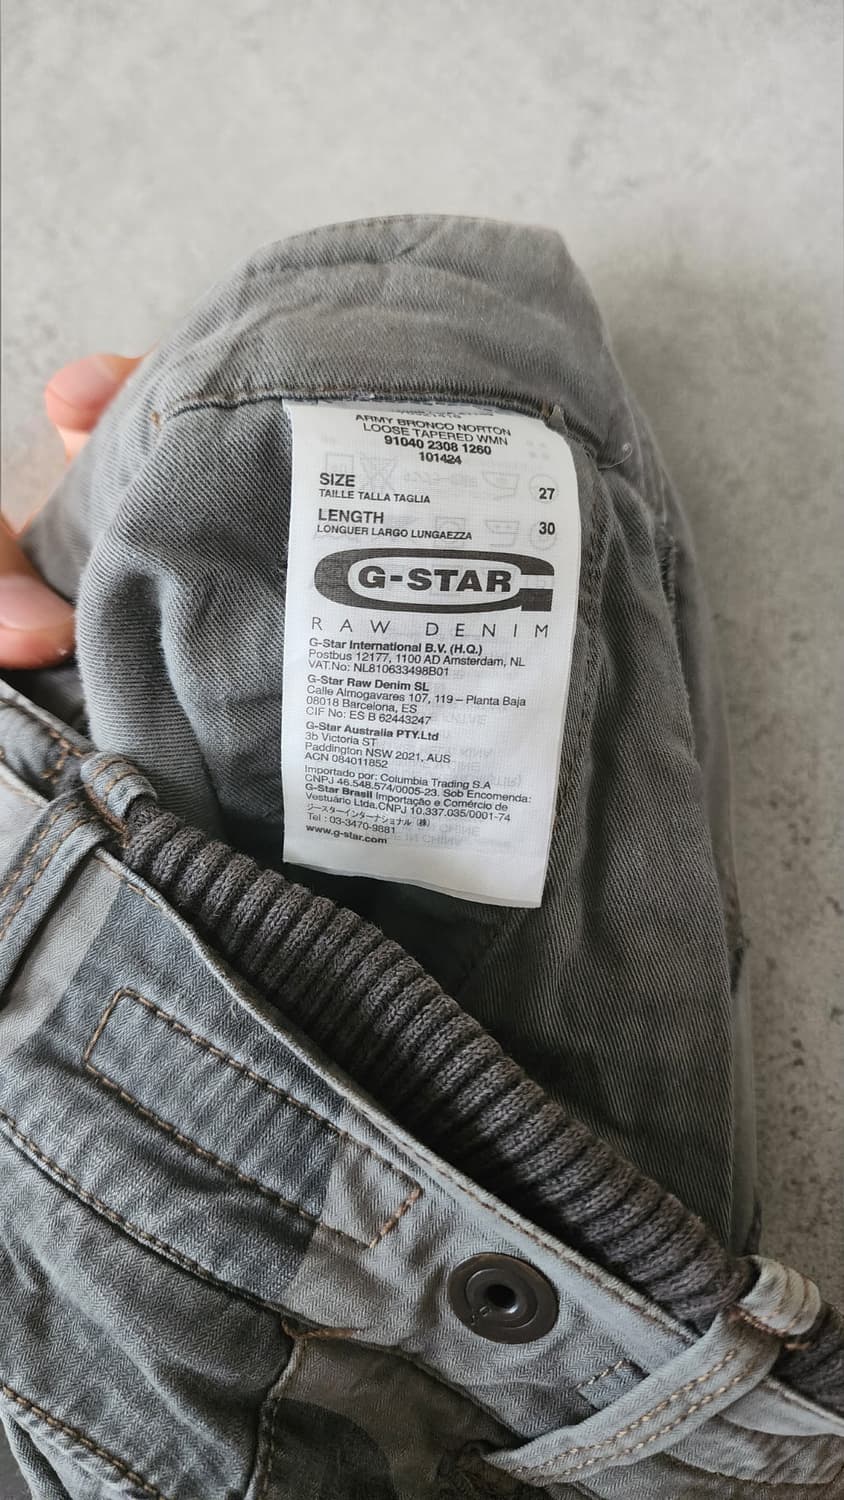 ARMY BRONCO NORTON
LOOSE TAPERED WMN
91040 2308 1260
101424
SIZE 27
TAILLE TALLA TAGLIA
LENGTH 30
LONGUER LARGO LUNGAEZZA
G-STAR
RAW DENIM
G-Star International B.V. (H.Q.)
Postbus 12177, 1100 AD Amsterdam, NL
VAT.No: NL810633498B01
G-Star Raw Denim SL
Calle Almogavares 107, 119 – Planta Baja
08018 Barcelona, ES
CIF No: ES B 62443247
G-Star Australia PTY.Ltd
3b Victoria ST
Paddington NSW 2021, AUS
ACN 084011852
Importado por: Columbia Trading S.A
CNPJ 46.548.574/0005-23. Sob Encomenda:
G-Star Brasil Importação e Comércio de
Vestuário Ltda.CNPJ 10.337.035/0001-74
ジースターインターナショナル (株)
Tel : 03-3470-9881
www.g-star.com